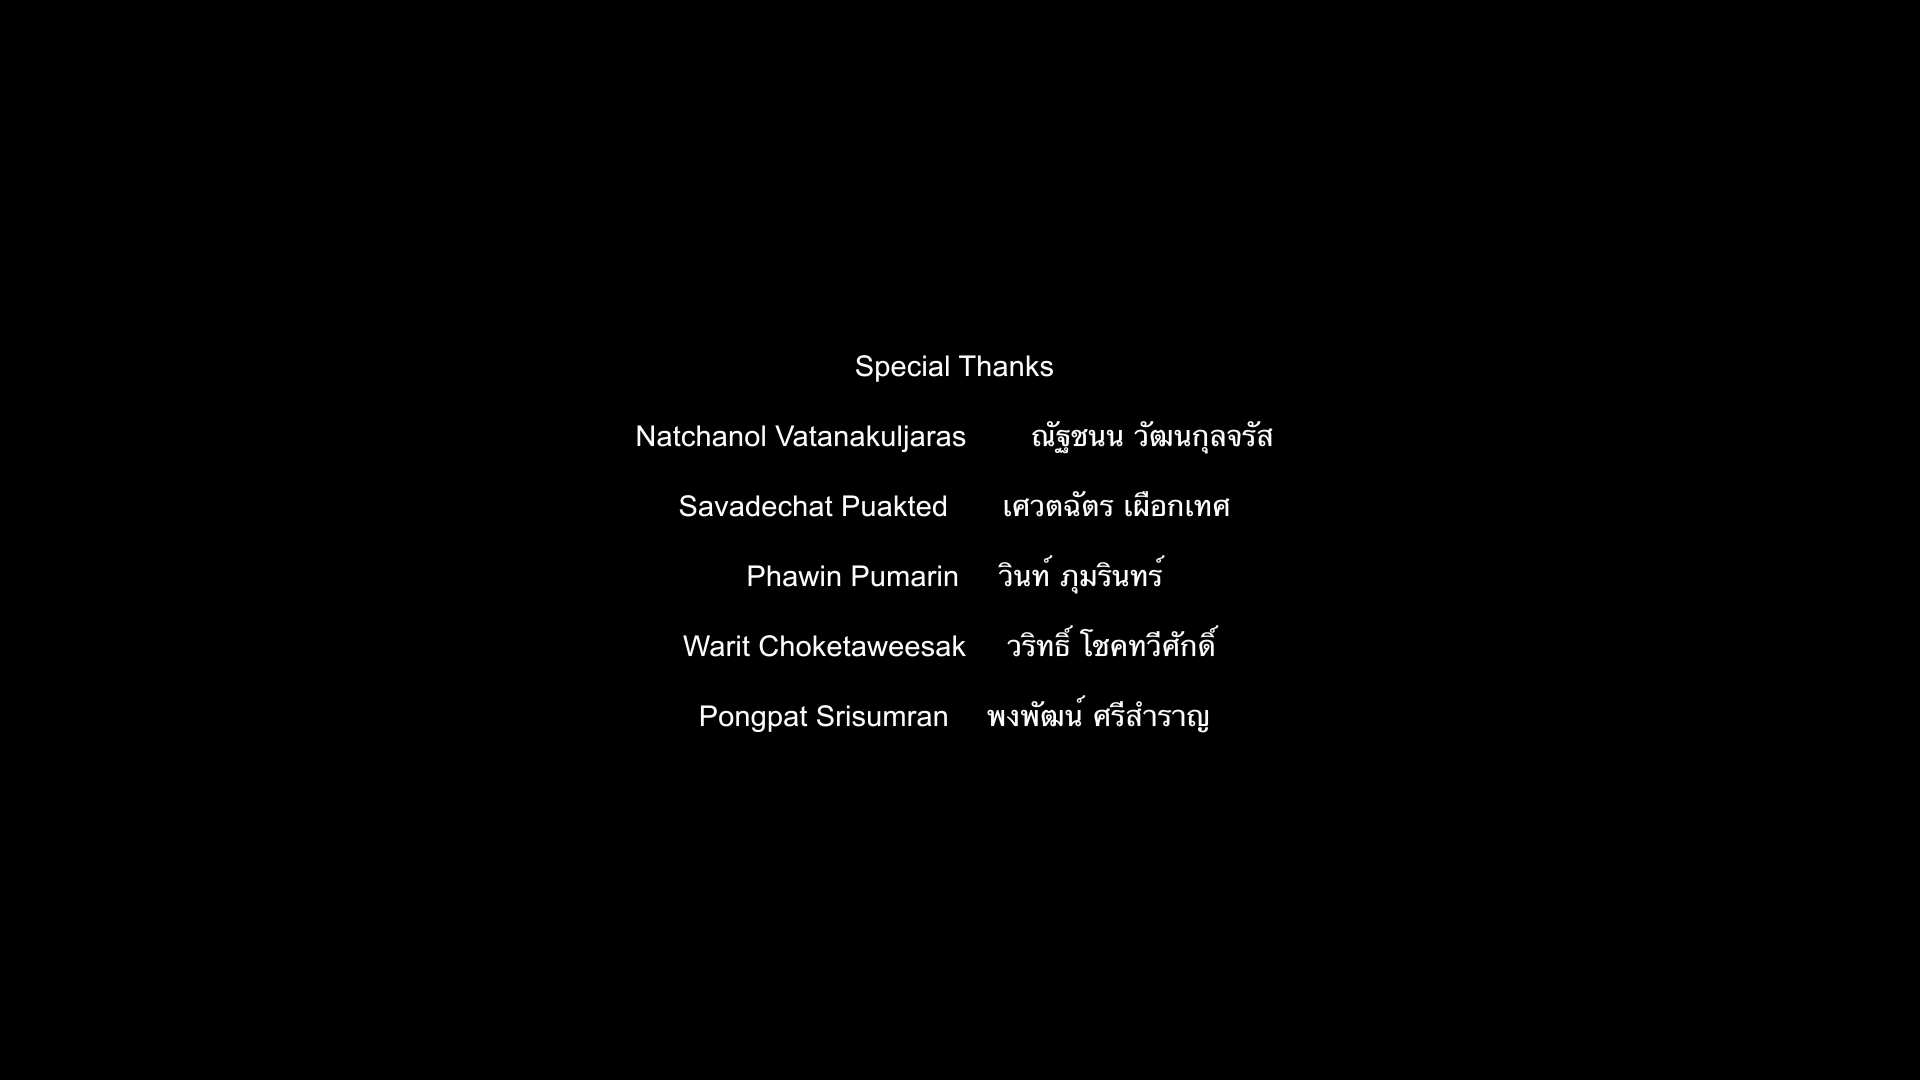 Special Thanks
Natchanol Vatanakuljaras ณัฐชนน วัฒนกุลจรัส
Savadechat Puakted เศวตฉัตร เผือกเทศ
Phawin Pumarin วินท์ ภุมรินทร์
Warit Choketaweesak วริทธิ์ โชคทวีศักดิ์
Pongpat Srisumran พงพัฒน์ ศรีสำราญ